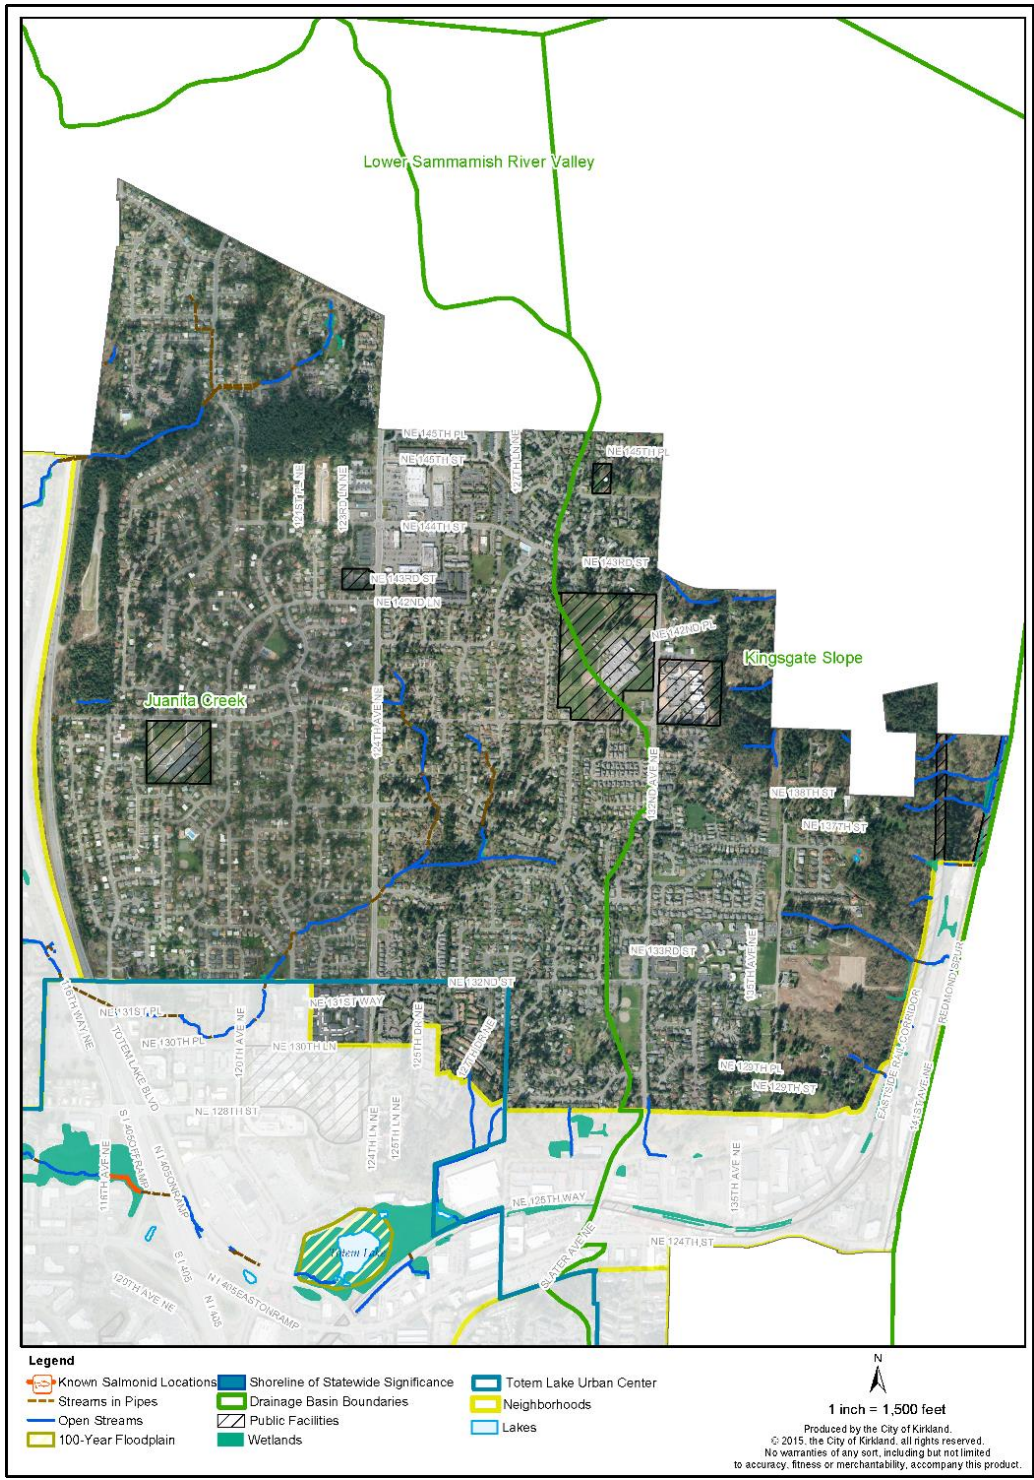 Lower Sammamish River Valley
NE 145TH PL
NE 145TH ST
NE 145TH PL
121ST PL NE
123RD LN NE
127TH LN NE
NE 144TH ST
NE 143RD ST
NE 143RD ST
NE 142ND LN
NE 142ND PL
Kingsgate Slope
Juanita Creek
124TH AVE NE
132ND AVE NE
NE 138TH ST
NE 137TH ST
NE 133RD ST
135TH AVE NE
NE 132ND ST
116TH WAY NE
NE 131ST PL
NE 130TH PL
TOTEM LAKE BLVD
120TH AVE NE
NE 131ST WAY
NE 130TH LN
125TH DR NE
NE 129TH PL
NE 129TH ST
EASTSIDE RAIL CORRIDOR
REDMOND SPUR
141ST AVE NE
NE 128TH ST
124TH LN NE
125TH LN NE
116TH AVE NE
S I 405OFFRAMP
N I 405ONRAMP
NE 125TH WAY
135TH AVE NE
NE 124TH ST
SLATER AVE NE
Totem Lake
S I 405
N I 405
120TH AVE NE
N I 405EASTONRAMP
Legend
Known Salmonid Locations
Streams in Pipes
Open Streams
100-Year Floodplain
Shoreline of Statewide Significance
Drainage Basin Boundaries
Public Facilities
Wetlands
Totem Lake Urban Center
Neighborhoods
Lakes
N
1 inch = 1,500 feet
Produced by the City of Kirkland.
© 2015, the City of Kirkland, all rights reserved.
No warranties of any sort, including but not limited
to accuracy, fitness or merchantability, accompany this product.